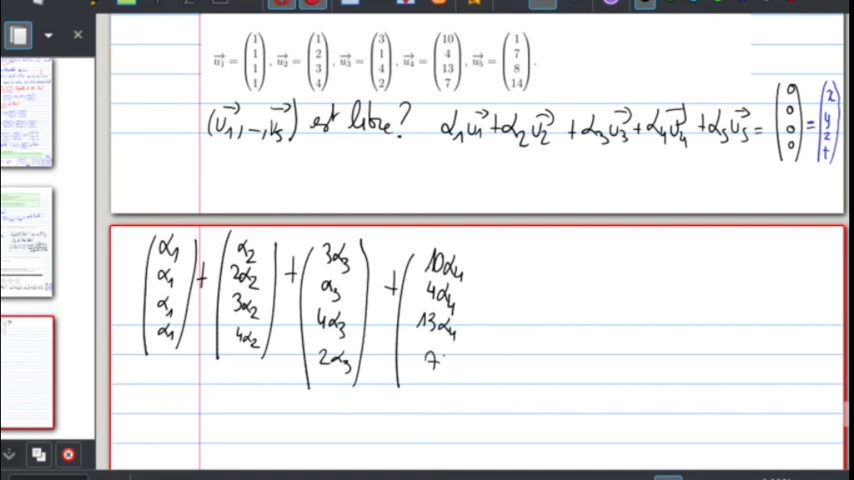 u₁ = (1 1 1 1), u₂ = (1 2 3 4), u₃ = (3 1 4 2), u₄ = (10 4 13 7), u₅ = (1 7 8 14).
(u₁, –, u₅) est libre? α₁u₁ + α₂u₂ + α₃u₃ + α₄u₄ + α₅u₅ = (0 0 0 0) = (x y z t)
(α₁ α₁ α₁ α₁) + (α₂ 2α₂ 3α₂ 4α₂) + (3α₃ α₃ 4α₃ 2α₃) + (10α₄ 4α₄ 13α₄ 7